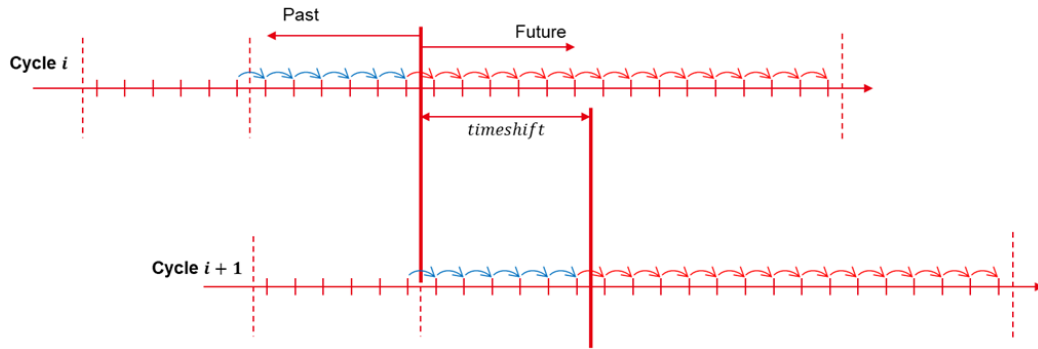 Past
Future
Cycle i
timeshift
Cycle i + 1